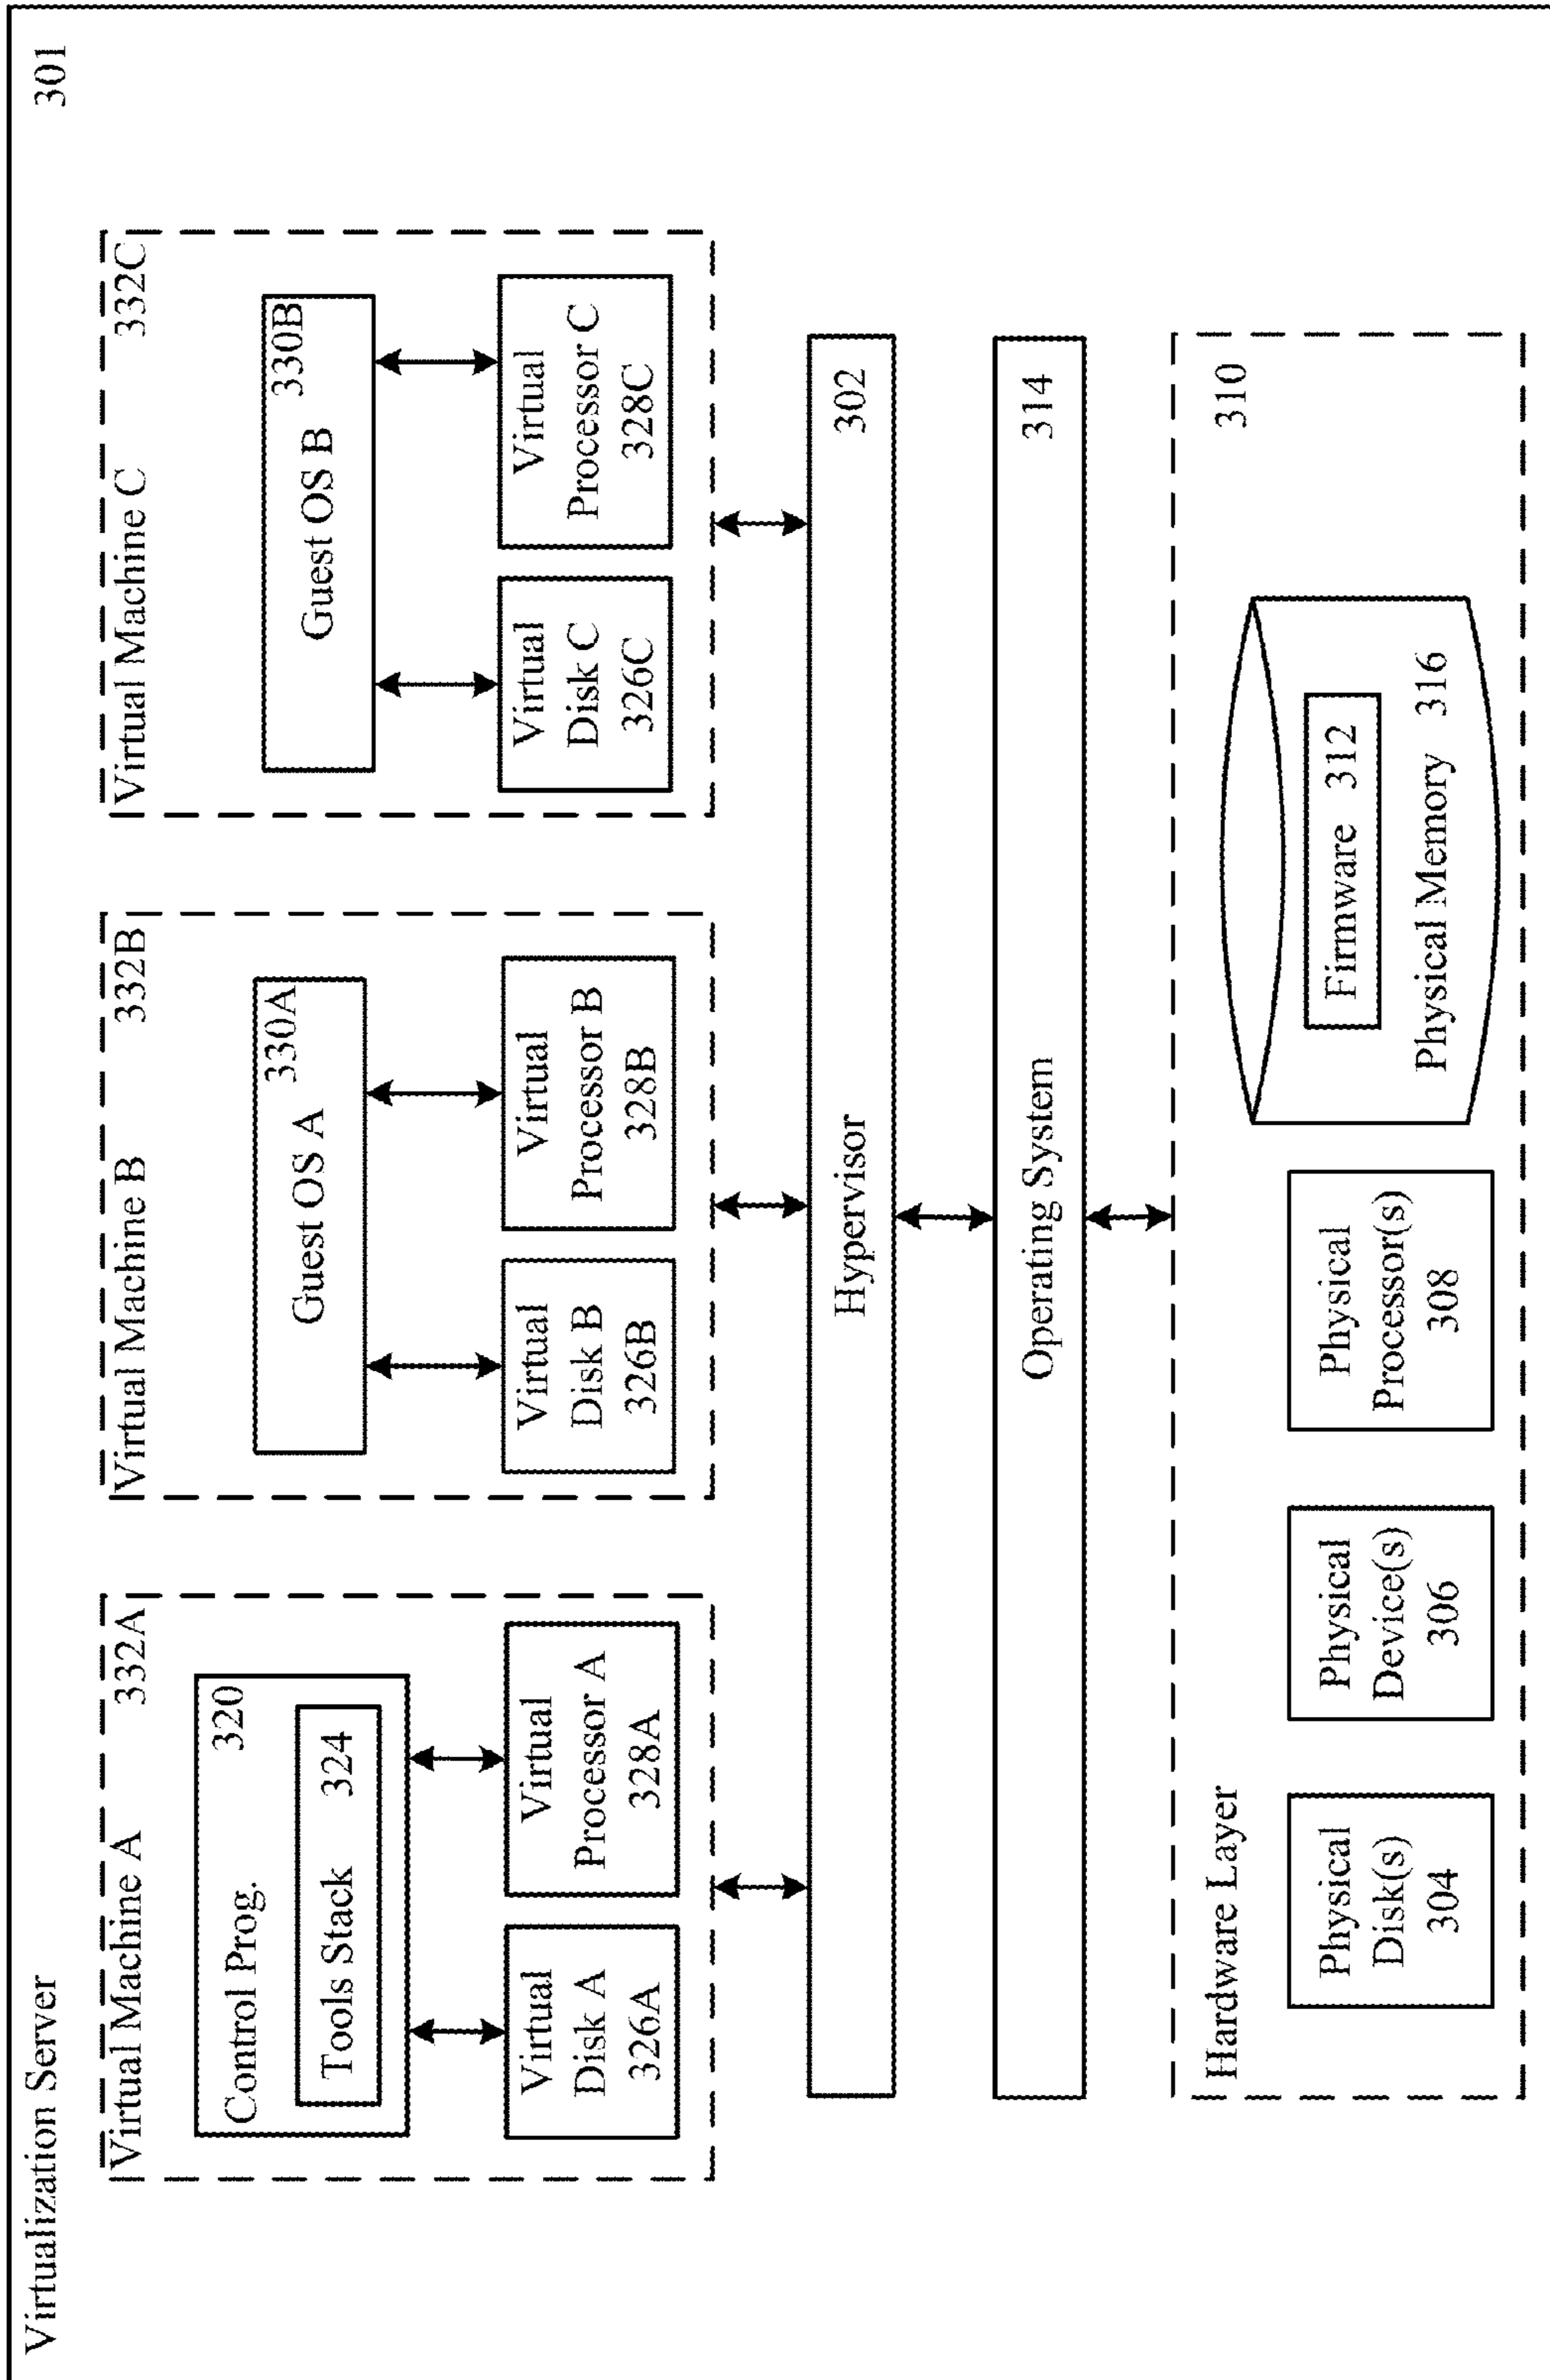 Virtualization Server
301
Virtual Machine A 332A
Control Prog.
320
Tools Stack 324
Virtual
Disk A
326A
Virtual
Processor A
328A
Virtual Machine B 332B
330A
Guest OS A
Virtual
Disk B
326B
Virtual
Processor B
328B
Virtual Machine C 332C
330B
Guest OS B
Virtual
Disk C
326C
Virtual
Processor C
328C
Hypervisor 302
Operating System 314
Hardware Layer 310
Physical
Disk(s)
304
Physical
Device(s)
306
Physical
Processor(s)
308
Firmware 312
Physical Memory 316